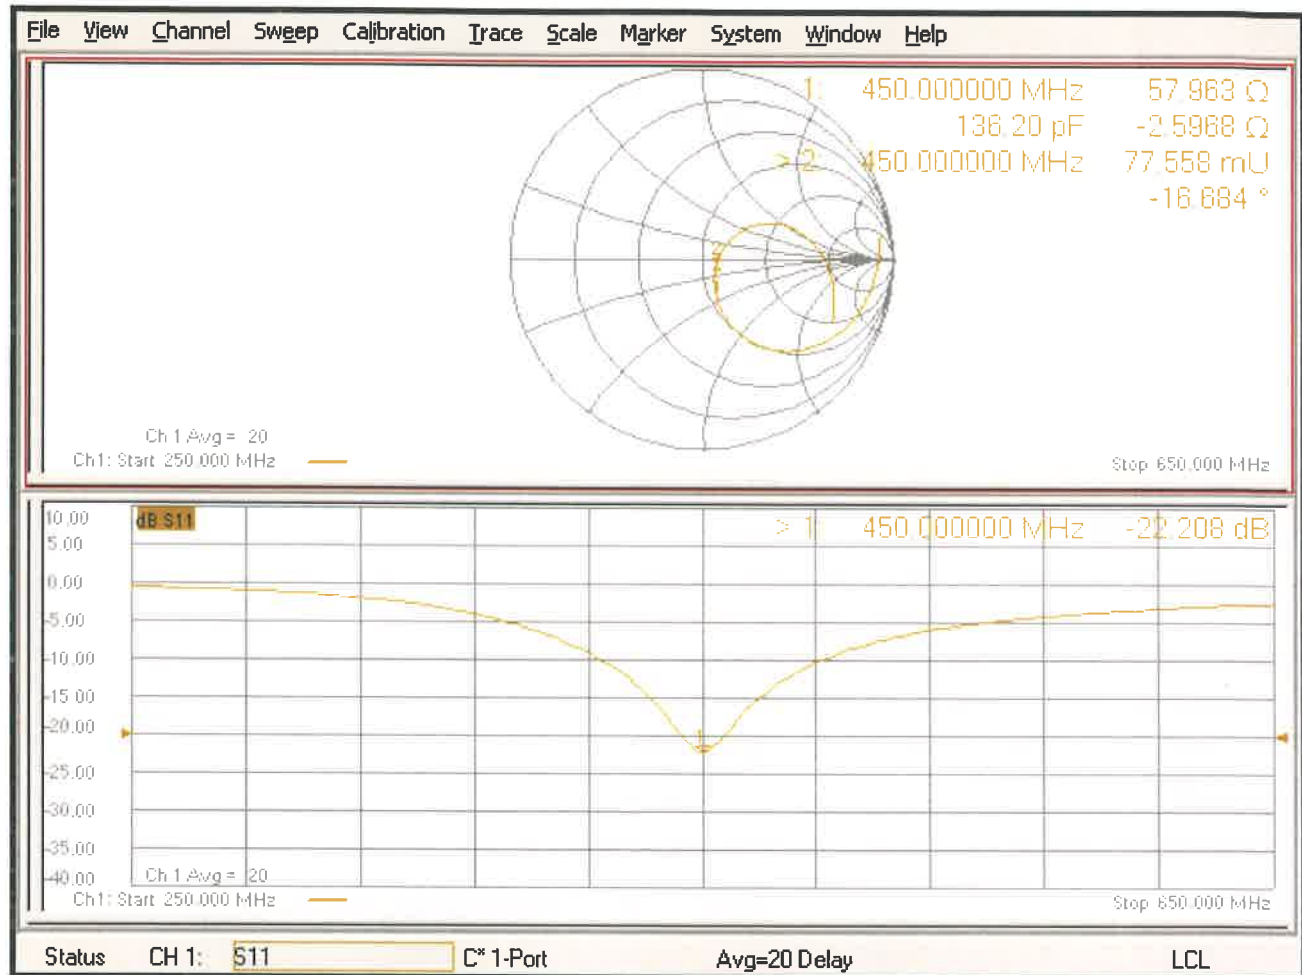 File View Channel Sweep Calibration Trace Scale Marker System Window Help
1: 450.000000 MHz 57.963 Ω
136.20 pF -2.5968 Ω
> 2: 450.000000 MHz 77.558 mU
-16.684 °
2
Ch 1 Avg = 20
Ch1: Start 250.000 MHz
Stop 650.000 MHz
10.00
dB S11
> 1: 450.000000 MHz -22.208 dB
5.00
0.00
-5.00
-10.00
-15.00
-20.00
1
-25.00
-30.00
-35.00
-40.00
Ch 1 Avg = 20
Ch1: Start 250.000 MHz
Stop 650.000 MHz
Status CH 1: S11 C* 1-Port Avg=20 Delay LCL